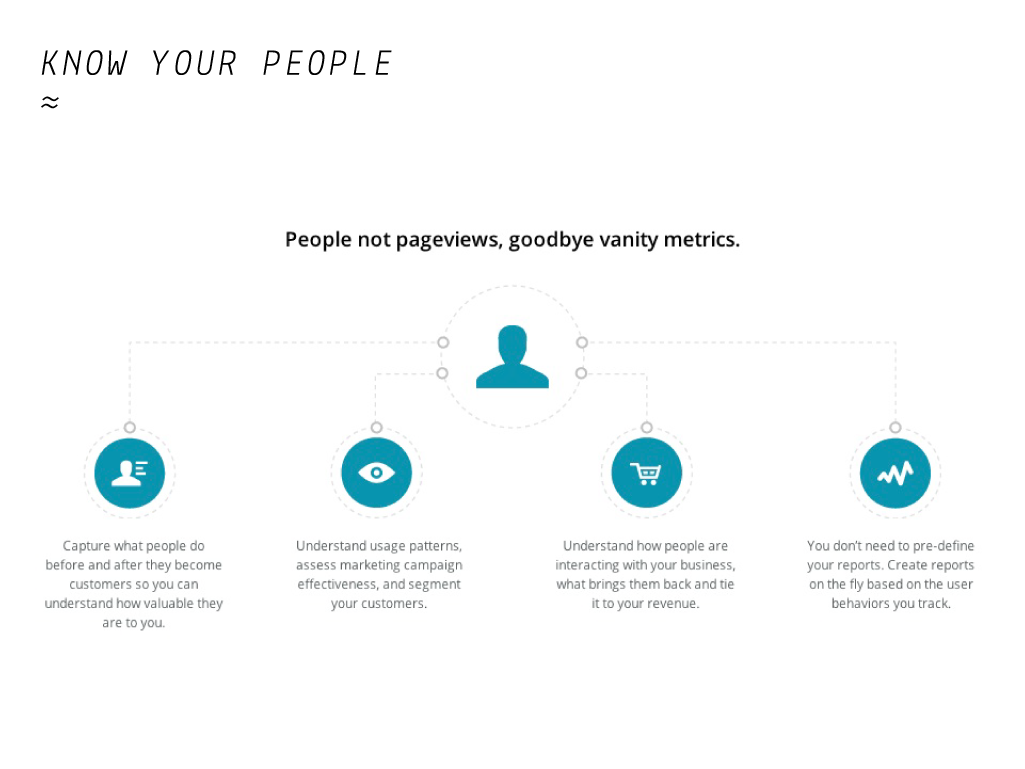 KNOW YOUR PEOPLE
≈
People not pageviews, goodbye vanity metrics.
Capture what people do
before and after they become
customers so you can
understand how valuable they
are to you.
Understand usage patterns,
assess marketing campaign
effectiveness, and segment
your customers.
Understand how people are
interacting with your business,
what brings them back and tie
it to your revenue.
You don’t need to pre-define
your reports. Create reports
on the fly based on the user
behaviors you track.